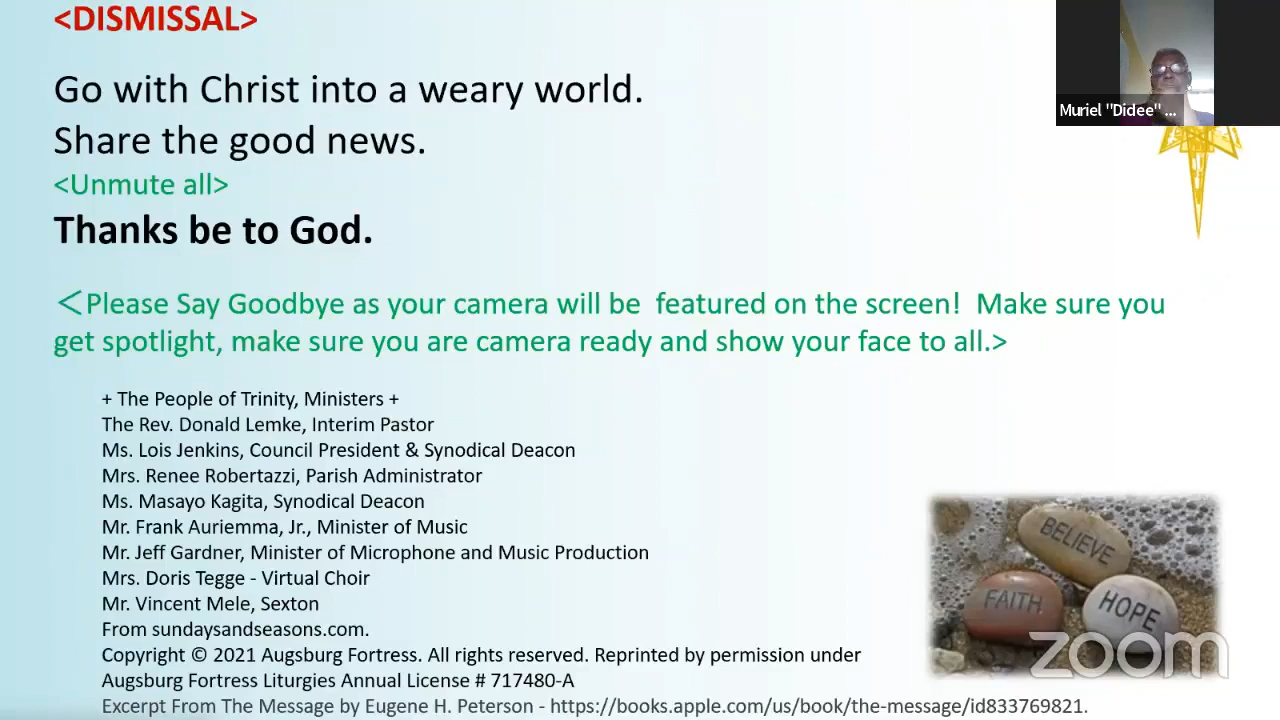 <DISMISSAL>
Go with Christ into a weary world.
Share the good news.
<Unmute all>
Thanks be to God.
<Please Say Goodbye as your camera will be  featured on the screen!  Make sure you
get spotlight, make sure you are camera ready and show your face to all.>
+ The People of Trinity, Ministers +
The Rev. Donald Lemke, Interim Pastor
Ms. Lois Jenkins, Council President & Synodical Deacon
Mrs. Renee Robertazzi, Parish Administrator
Ms. Masayo Kagita, Synodical Deacon
Mr. Frank Auriemma, Jr., Minister of Music
Mr. Jeff Gardner, Minister of Microphone and Music Production
Mrs. Doris Tegge - Virtual Choir
Mr. Vincent Mele, Sexton
From sundaysandseasons.com.
Copyright © 2021 Augsburg Fortress. All rights reserved. Reprinted by permission under
Augsburg Fortress Liturgies Annual License # 717480-A
Excerpt From The Message by Eugene H. Peterson - https://books.apple.com/us/book/the-message/id833769821.
Muriel "Didee" ...
BELIEVE
FAITH
HOPE
zoom